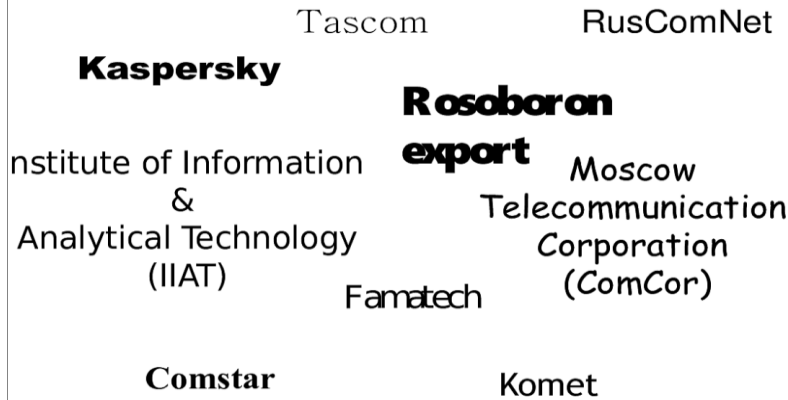 Tascom
RusComNet
Kaspersky
Rosoboron
export
nstitute of Information
&
Analytical Technology
(IIAT)
Moscow
Telecommunication
Corporation
(ComCor)
Famatech
Comstar
Komet